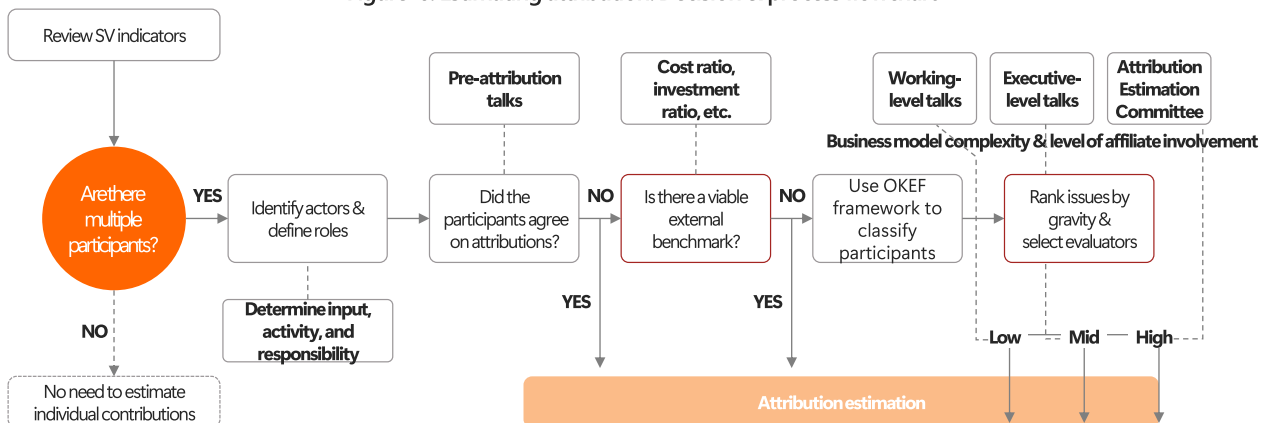 Review SV indicators
Pre-attribution
talks
Cost ratio,
investment
ratio, etc.
Working-
level talks
Executive-
level talks
Attribution
Estimation
Committee
Business model complexity & level of affiliate involvement
Are there
multiple
participants?
YES
Identify actors &
define roles
Did the
participants agree
on attributions?
NO
Is there a viable
external
benchmark?
NO
Use OKEF
framework to
classify
participants
Rank issues by
gravity &
select evaluators
Determine input,
activity, and
responsibility
NO
YES
YES
Low
Mid
High
No need to estimate
individual contributions
Attribution estimation